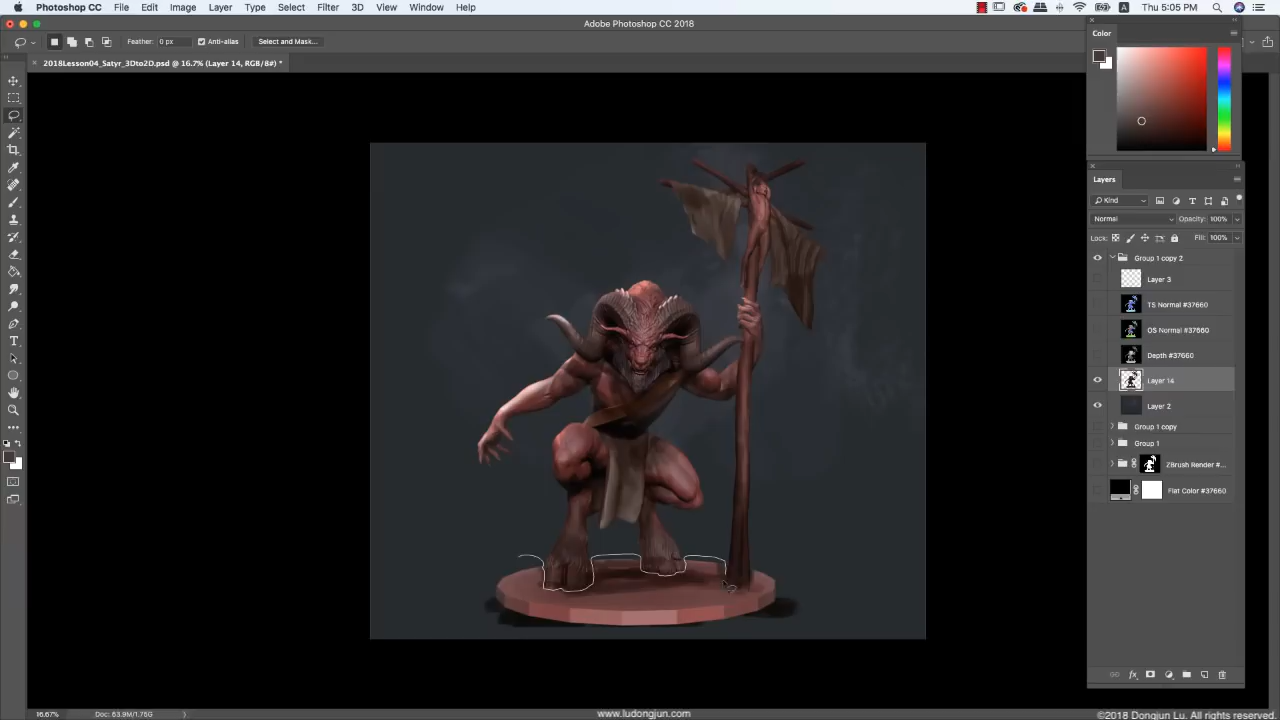 Photoshop CC File Edit Image Layer Type Select Filter 3D View Window Help Thu 5:05 PM
Adobe Photoshop CC 2018
Feather: 0 px Anti-alias Select and Mask...
2018Lesson04_Satyr_3Dto2D.psd @ 16.7% (Layer 14, RGB/8#) *
Color
Layers
Kind
Normal Opacity: 100%
Lock: Fill: 100%
Group 1 copy 2
Layer 3
TS Normal #37660
OS Normal #37660
Depth #37660
Layer 14
Layer 2
Group 1 copy
Group 1
ZBrush Render #...
Flat Color #37660
16.67% Doc: 63.9M/1.75G
www.ludongjun.com
©2018 Dongjun Lu. All rights reserved.